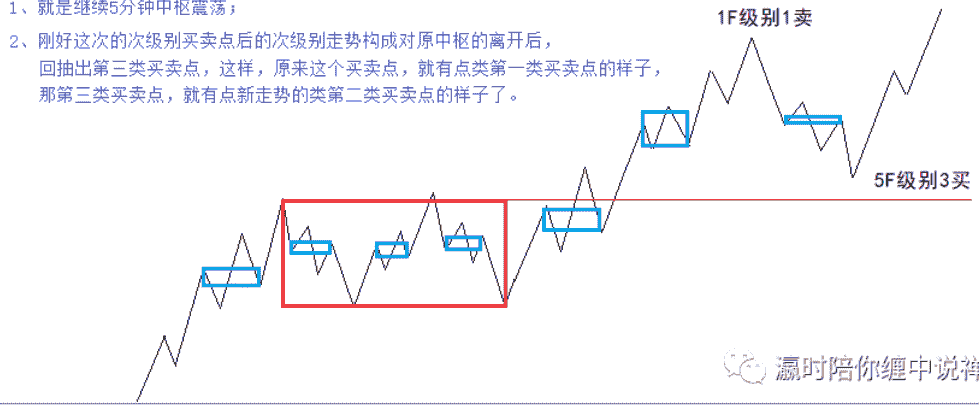 1、就是继续5分钟中枢震荡;
2、刚好这次的次级别买卖点后的次级别走势构成对原中枢的离开后,
回抽出第三类买卖点,这样,原来这个买卖点,就有点类第一类买卖点的样子,
那第三类买卖点,就有点新走势的类第二类买卖点的样子了。
1F级别1卖
5F级别3买
瀛时陪你缠中说禅